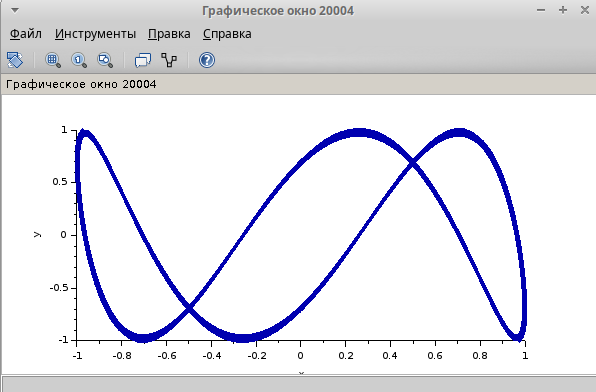 Графическое окно 20004
Файл Инструменты Правка Справка
Графическое окно 20004
1
0.5
0
-0.5
-1
y
-1 -0.8 -0.6 -0.4 -0.2 0 0.2 0.4 0.6 0.8 1